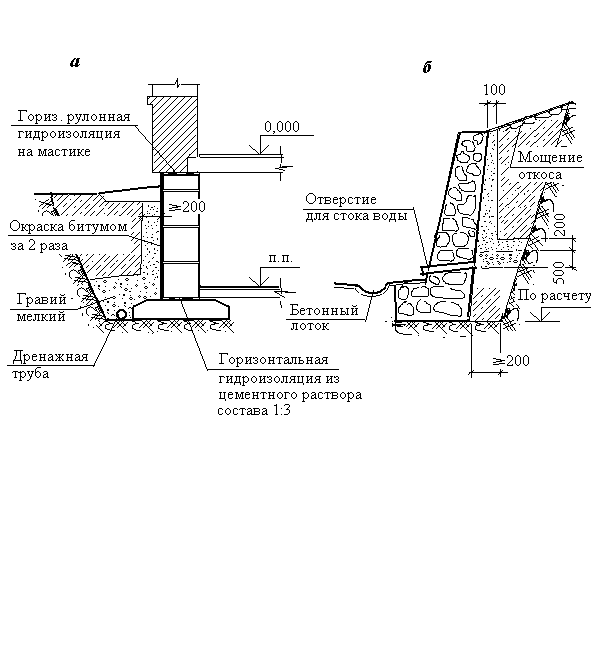 а
Гориз. рулонная
гидроизоляция
на мастике
0,000
≥200
Окраска битумом
за 2 раза
п.п.
Гравий
мелкий
Дренажная
труба
Горизонтальная
гидроизоляция из
цементного раствора
состава 1:3
б
100
Мощение
откоса
Отверстие
для стока воды
200
500
По расчету
Бетонный
лоток
≥200